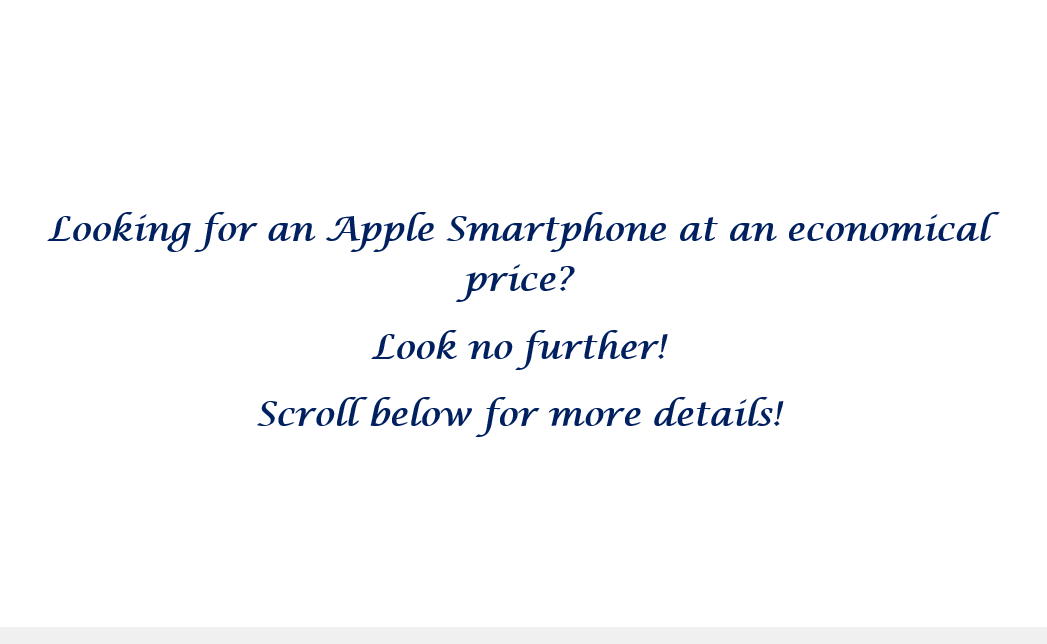 Looking for an Apple Smartphone at an economical
price?
Look no further!
Scroll below for more details!